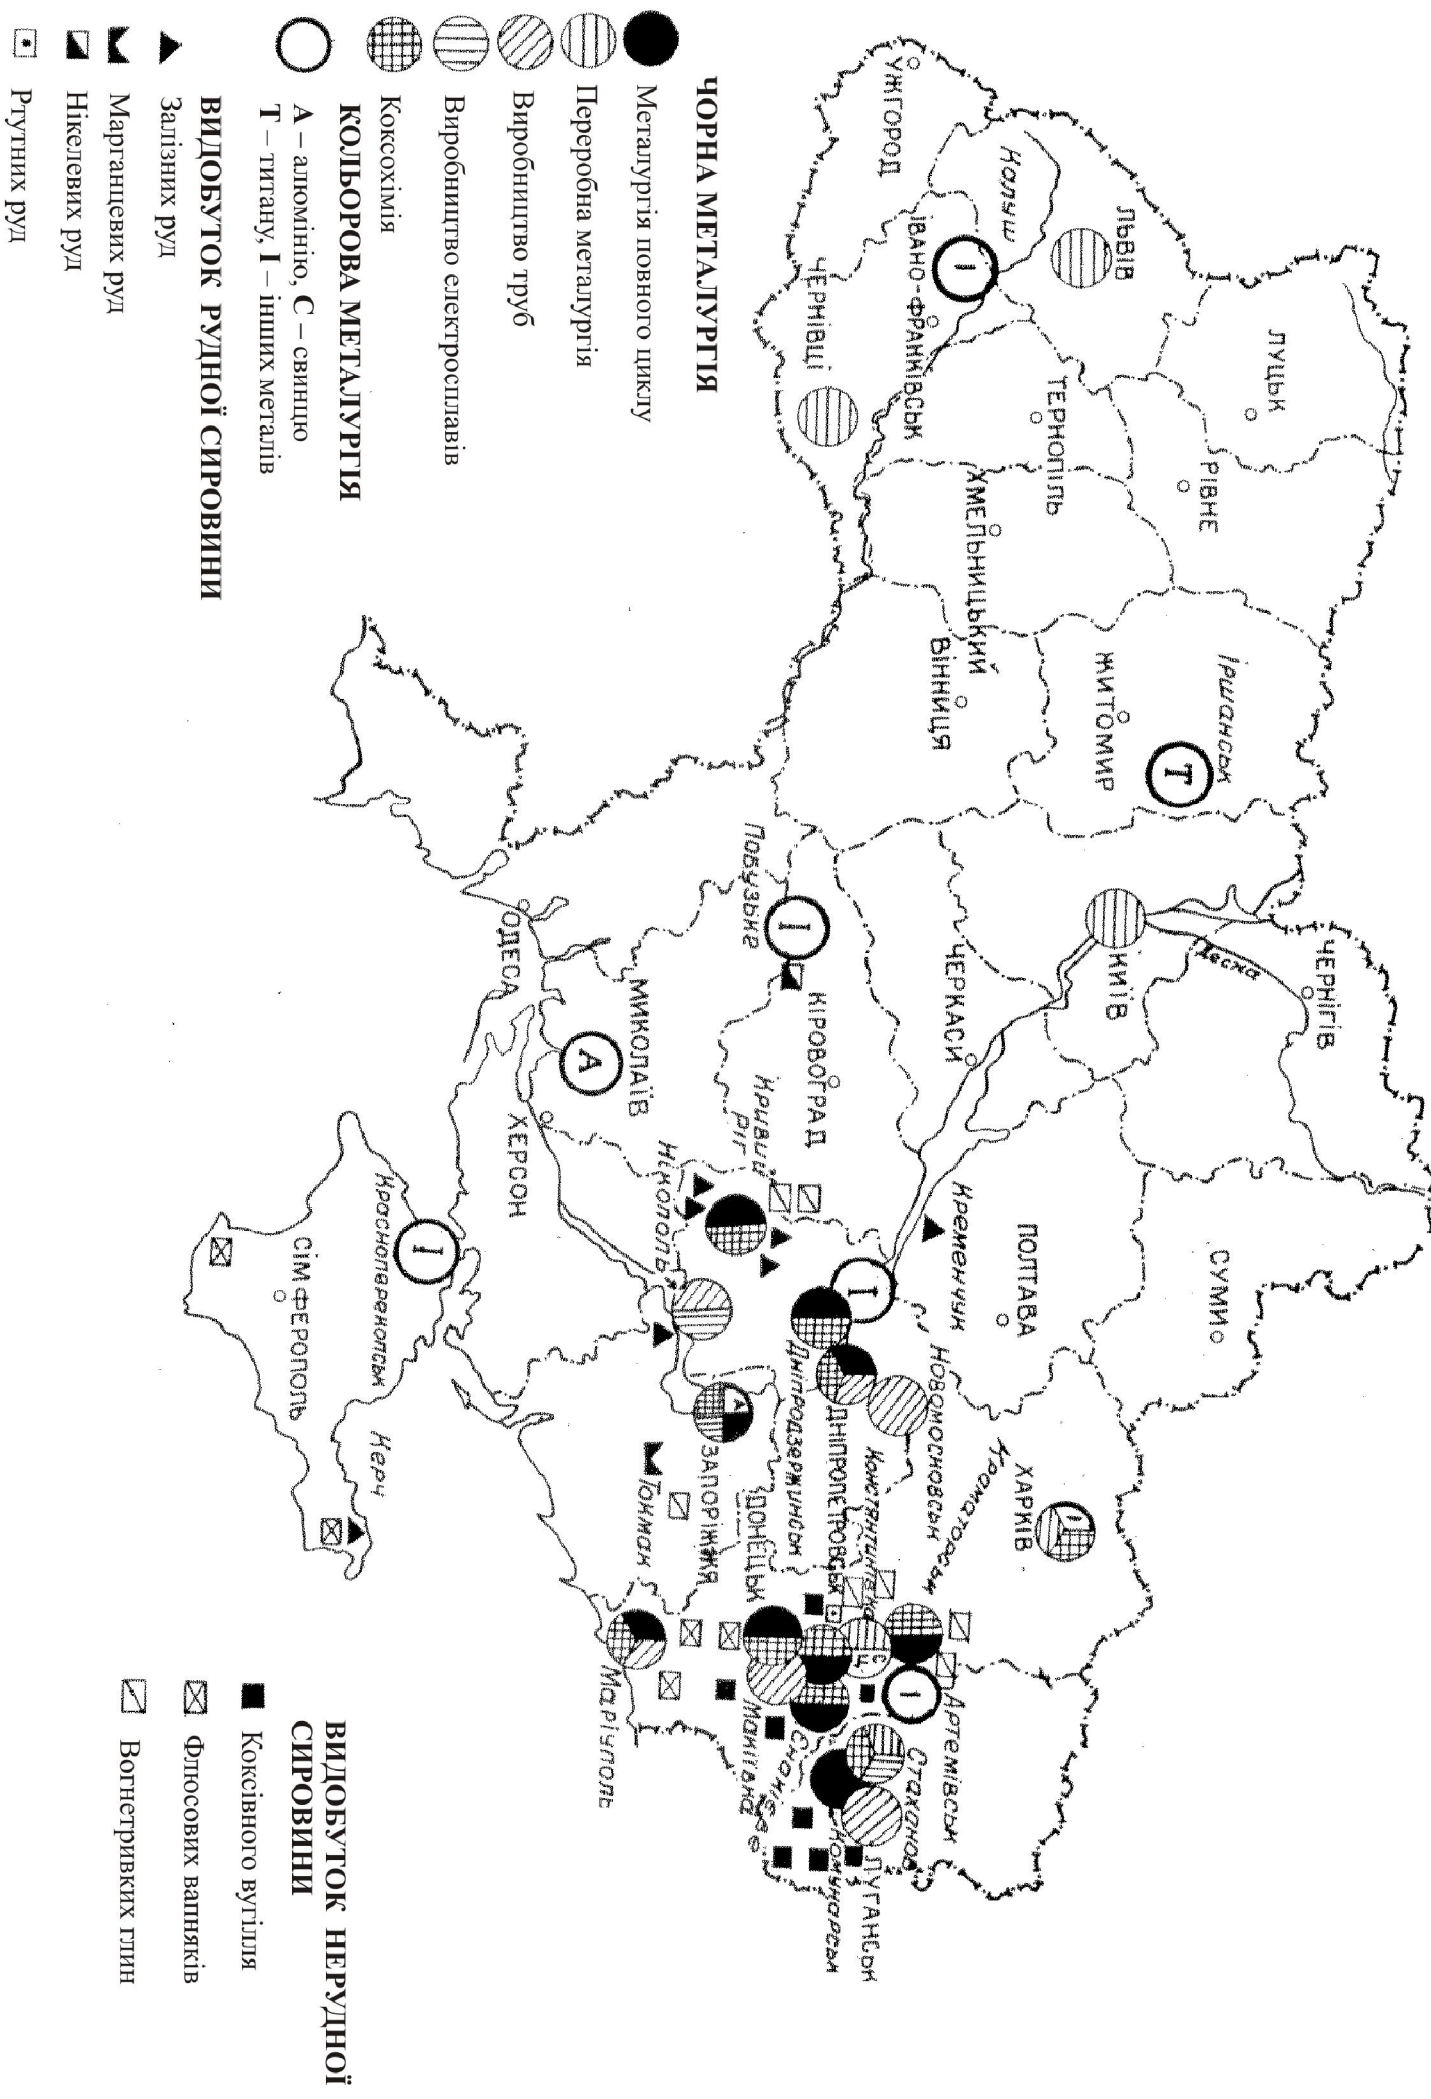 УЖГОРОД
Калуш
ЛЬВІВ
ІВАНО-ФРАНКІВСЬК
ЧЕРНІВЦІ
ЛУЦЬК
РІВНЕ
ТЕРНОПІЛЬ
ХМЕЛЬНИЦЬКИЙ
ВІННИЦЯ
ЖИТОМИР
Іршанськ
Т
І
КИЇВ
Десна
ЧЕРНІГІВ
ЧЕРКАСИ
Побузьке
І
КІРОВОГРАД
МИКОЛАЇВ
А
ОДЕСА
ХЕРСОН
Кривий
Ріг
Нікополь
Кременчук
ПОЛТАВА
СУМИ
Т
Красноперекопськ
І
СІМФЕРОПОЛЬ
Керч
НОВОМОСКОВСЬК
Дніпродзержинськ
ДНІПРОПЕТРОВСЬК
ЗАПОРІЖЖЯ
А
Токмак
ДОНЕЦЬК
Костянтинівка
Краматорськ
ХАРКІВ
І
С
Ц
І
Артемівськ
Стаханов
ЛУГАНСЬК
Комунарськ
Макіївка
Маріуполь
ЧОРНА МЕТАЛУРГІЯ
Металургія повного циклу
Переробна металургія
Виробництво труб
Виробництво електросплавів
Коксохімія
КОЛЬОРОВА МЕТАЛУРГІЯ
А – алюмінію, С – свинцю
Т – титану, І – інших металів
ВИДОБУТОК РУДНОЇ СИРОВИНИ
Залізних руд
Марганцевих руд
Нікелевих руд
Ртутних руд
ВИДОБУТОК НЕРУДНОЇ
СИРОВИНИ
Коксівного вугілля
Флюсових вапняків
Вогнетривких глин